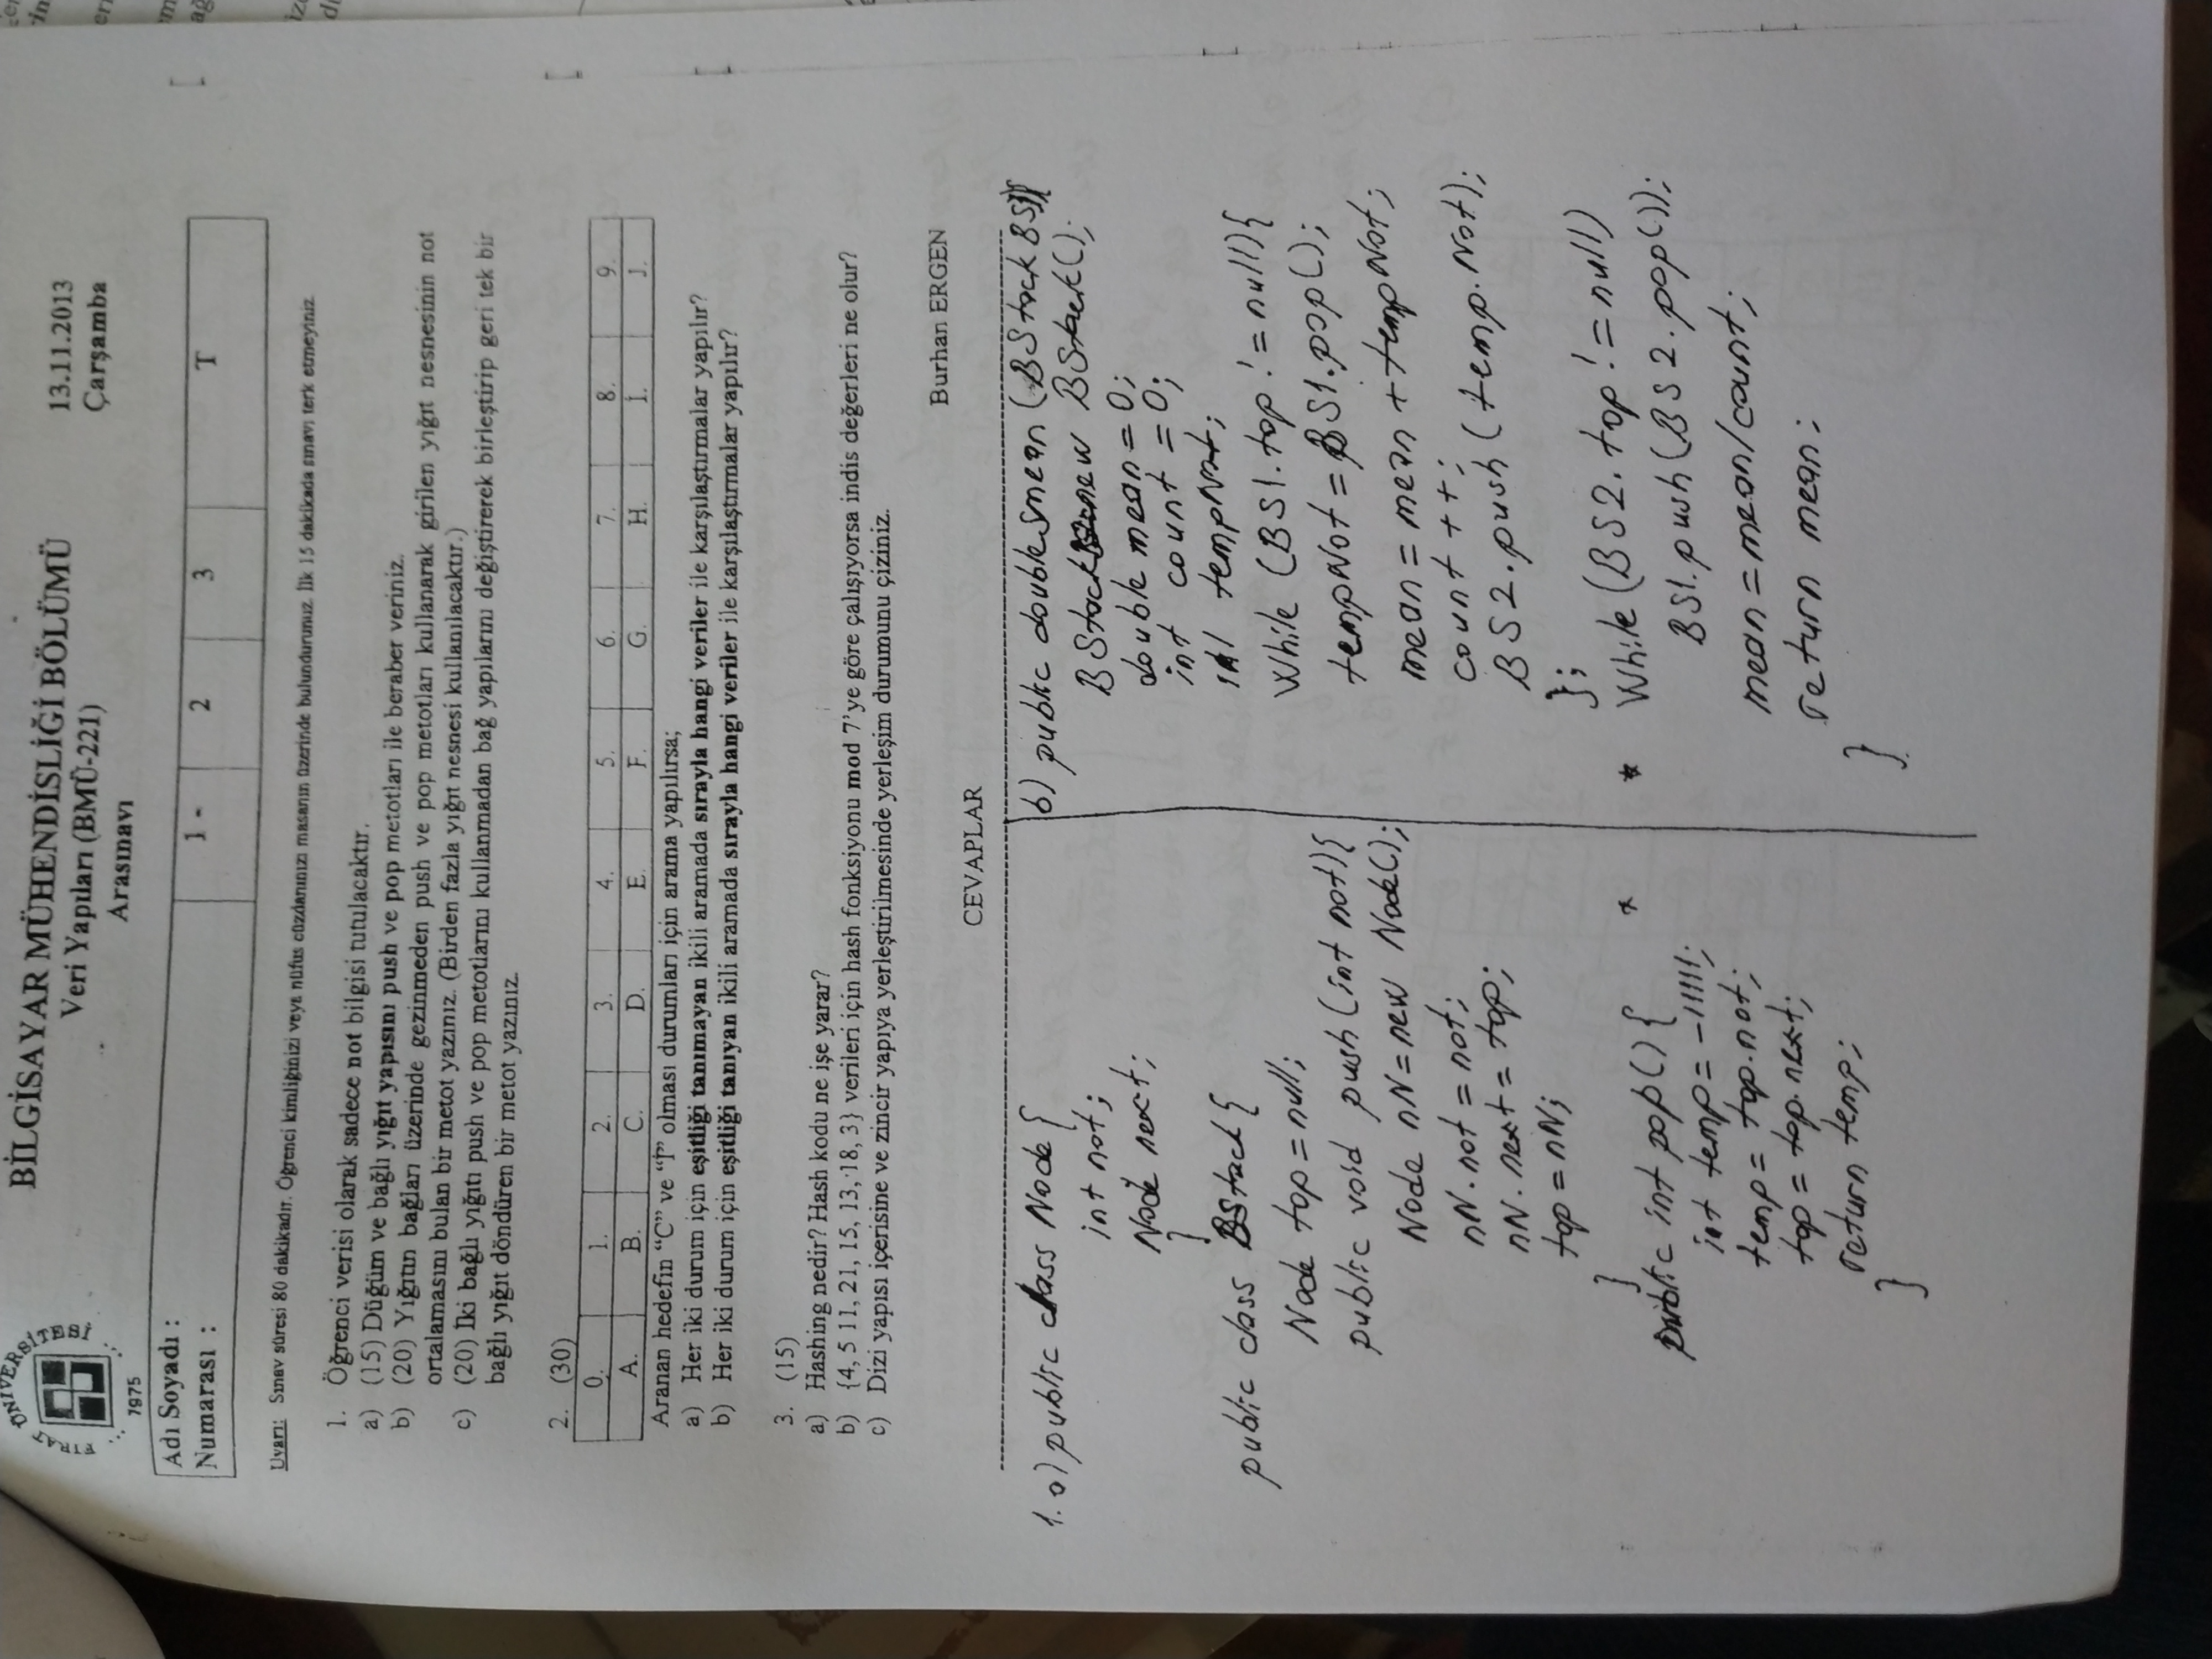 BİLGİSAYAR MÜHENDİSLİĞİ BÖLÜMÜ
Veri Yapıları (BMÜ-221)
Arasınavı
13.11.2013
Çarşamba
1975
Adı Soyadı :
Numarası :
1 - 2 3 T
Uyarı: Sınav süresi 80 dakikadır. Öğrenci kimliğinizi veya nüfus cüzdanınızı masanın üzerinde bulundurunuz. İlk 15 dakikada sınavı terk etmeyiniz
1. Öğrenci verisi olarak sadece not bilgisi tutulacaktır.
a) (15) Düğüm ve bağlı yığıt yapısını push ve pop metotları ile beraber veriniz.
b) (20) Yığıtın bağları üzerinde gezinmeden push ve pop metotları kullanarak girilen yığıt nesnesinin not
ortalamasını bulan bir metot yazınız. (Birden fazla yığıt nesnesi kullanılacaktır.)
c) (20) İki bağlı yığıtı push ve pop metotlarını kullanmadan bağ yapılarını değiştirerek birleştirip geri tek bir
bağlı yığıt döndüren bir metot yazınız.
2. (30)
0. 1. 2. 3. 4. 5. 6. 7. 8. 9.
A. B. C. D. E. F. G. H. İ. J.
Aranan hedefin “C” ve “İ” olması durumları için arama yapılırsa;
a) Her iki durum için eşitliği tanımayan ikili aramada sırayla hangi veriler ile karşılaştırmalar yapılır?
b) Her iki durum için eşitliği tanıyan ikili aramada sırayla hangi veriler ile karşılaştırmalar yapılır?
3. (15)
a) Hashing nedir? Hash kodu ne işe yarar?
b) {4, 5 11, 21, 15, 13, 18, 3} verileri için hash fonksiyonu mod 7’ye göre çalışıyorsa indis değerleri ne olur?
c) Dizi yapısı içerisine ve zincir yapıya yerleştirilmesinde yerleşim durumunu çiziniz.
Burhan ERGEN
CEVAPLAR
1.a) public class Node {
int not;
Node next;
}
public class BStack {
Node top = null;
public void push (int not) {
Node nN = new Node();
nN.not = not;
nN.next = top;
top = nN;
}
public int pop() {
int temp = -11111;
temp = top.not;
top = top.next;
return temp;
}
*
b) public double mean (BStack BS1){
BStack new BStack();
double mean = 0;
int count = 0;
int tempNot;
while (BS1.top != null) {
tempNot = BS1.pop();
mean = mean + tempNot;
count ++;
BS2.push (temp.Not);
};
* While (BS2.top != null)
BS1.push (BS2.pop());
mean = mean/count;
return mean;
}